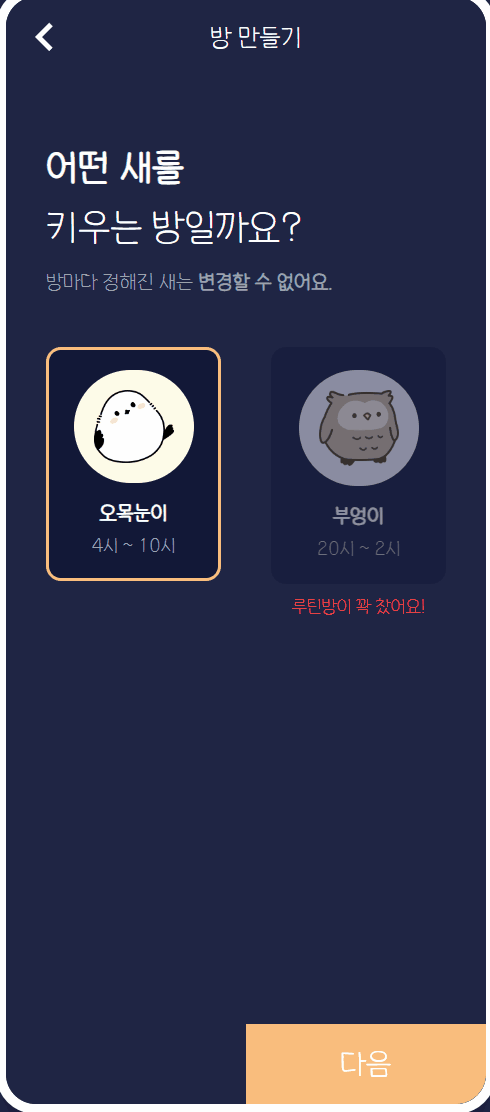 방 만들기
어떤 새를
키우는 방일까요?
방마다 정해진 새는 변경할 수 없어요.
오목눈이
4시 ~ 10시
부엉이
20시 ~ 2시
루틴방이 꽉 찼어요!
다음